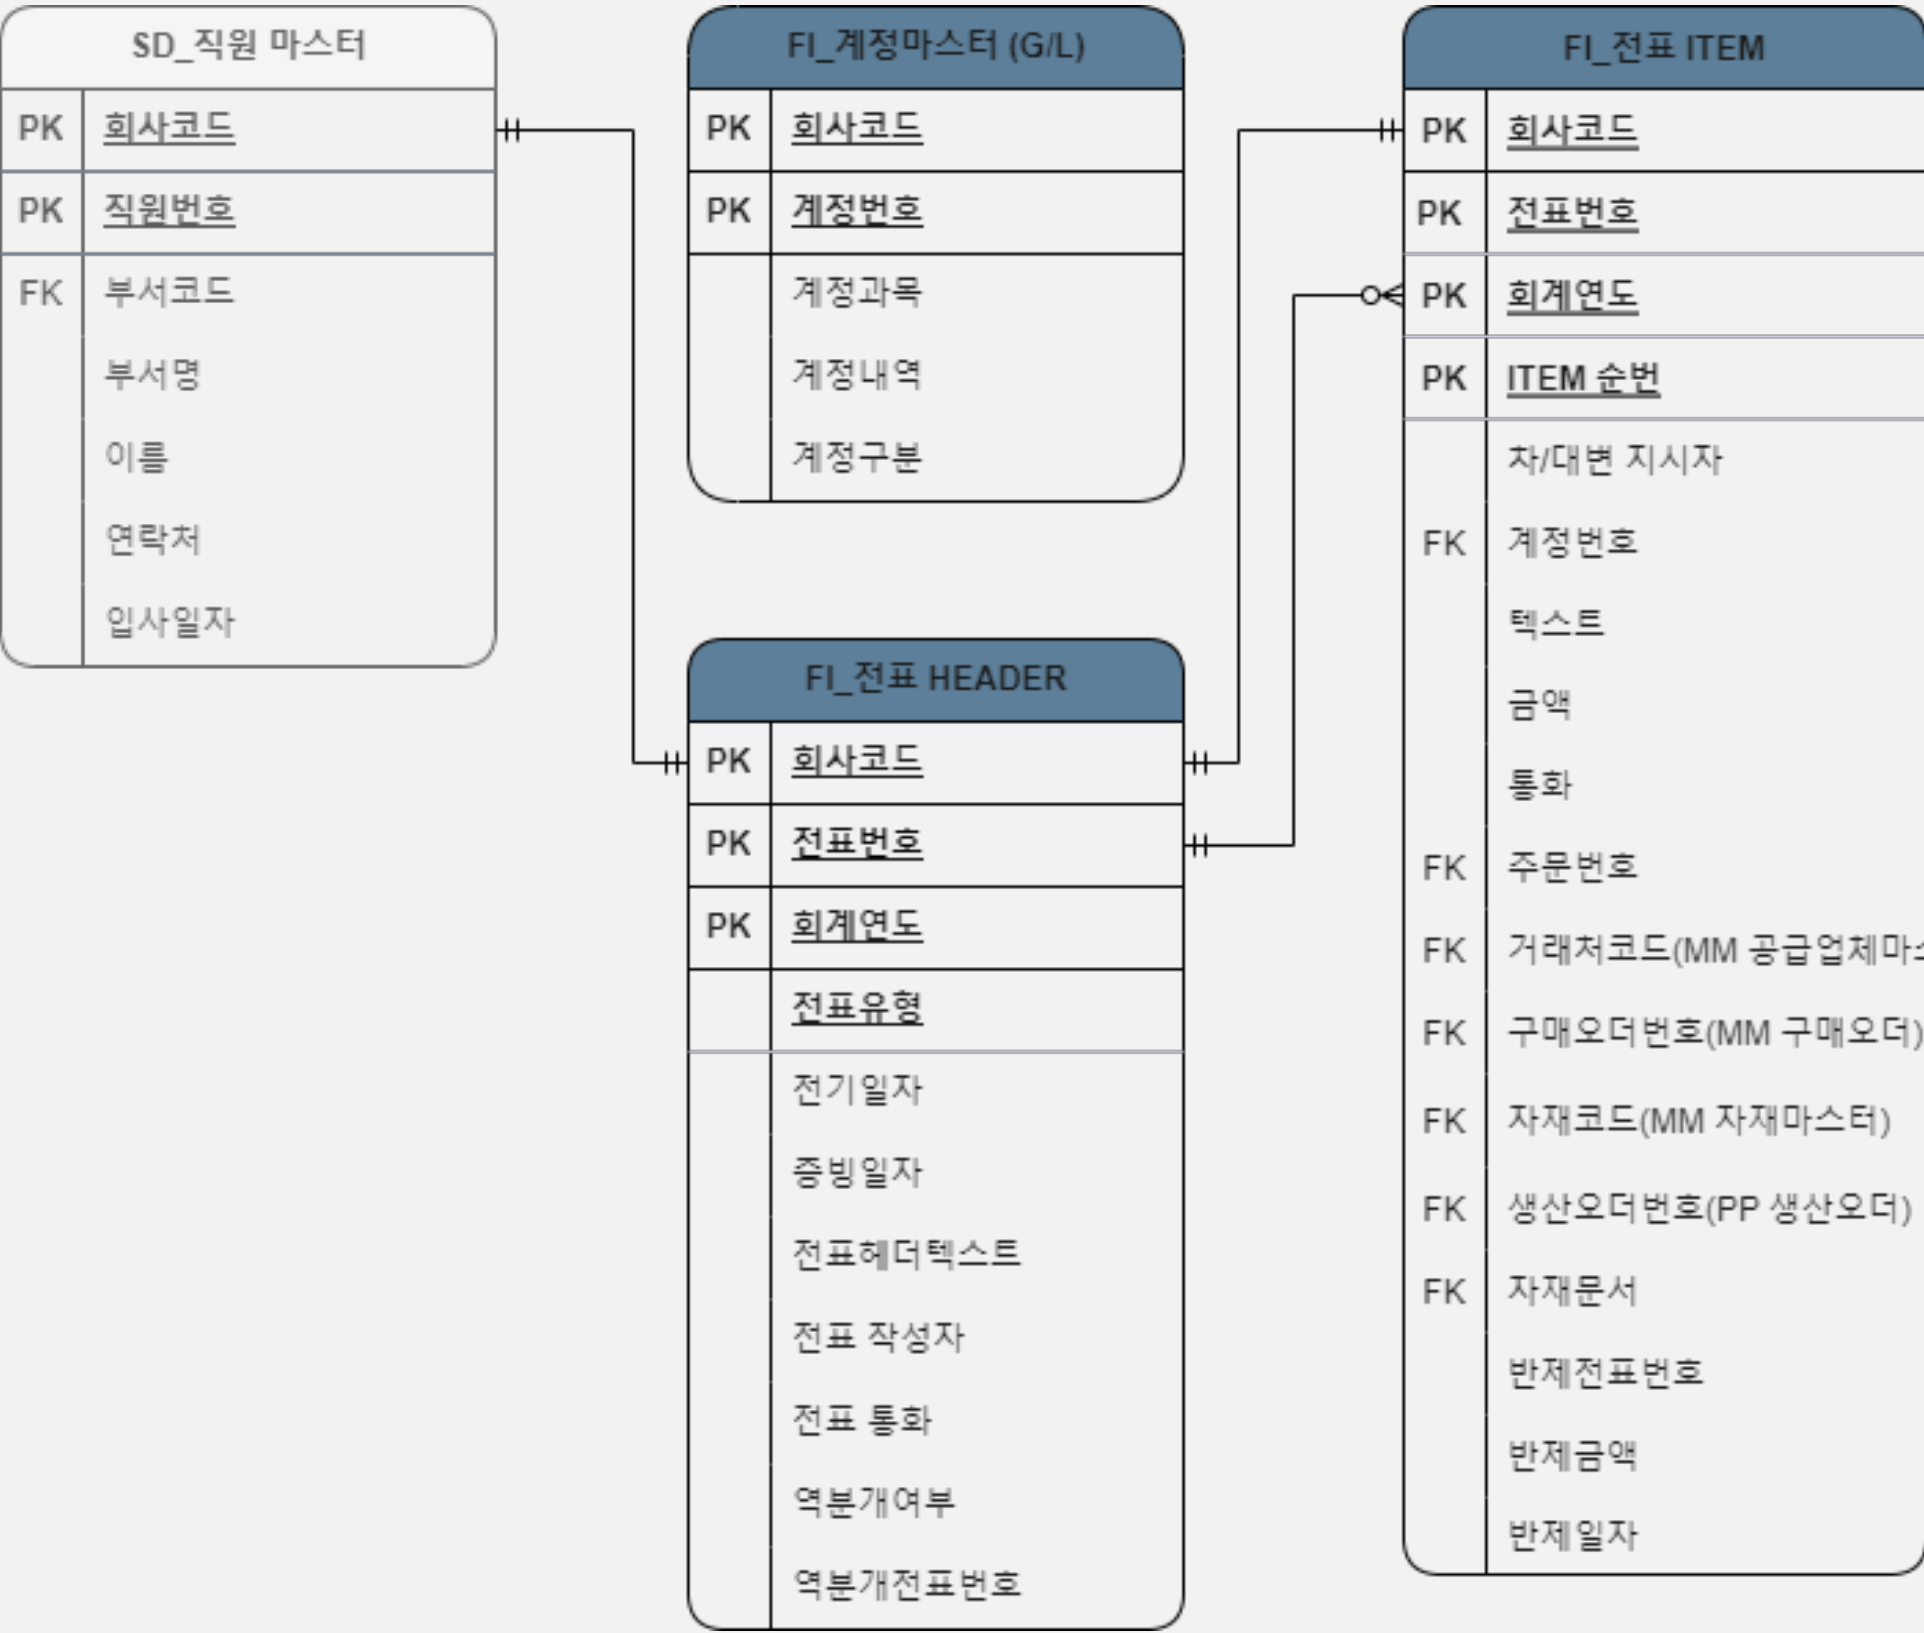 SD_직원 마스터
PK 회사코드
PK 직원번호
FK 부서코드
부서명
이름
연락처
입사일자
FI_계정마스터 (G/L)
PK 회사코드
PK 계정번호
계정과목
계정내역
계정구분
FI_전표 HEADER
PK 회사코드
PK 전표번호
PK 회계연도
전표유형
전기일자
증빙일자
전표헤더텍스트
전표 작성자
전표 통화
역분개여부
역분개전표번호
FI_전표 ITEM
PK 회사코드
PK 전표번호
PK 회계연도
PK ITEM 순번
차/대변 지시자
FK 계정번호
텍스트
금액
통화
FK 주문번호
FK 거래처코드(MM 공급업체마
FK 구매오더번호(MM 구매오더)
FK 자재코드(MM 자재마스터)
FK 생산오더번호(PP 생산오더)
FK 자재문서
반제전표번호
반제금액
반제일자